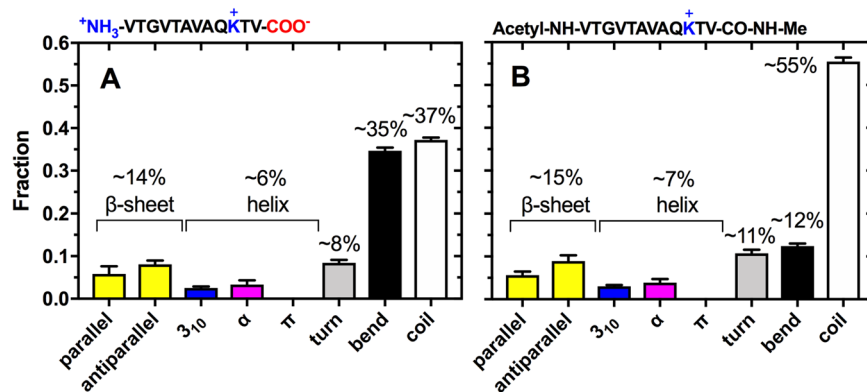 ⁺NH₃-VTGVTAVAQKTV-COO⁻
+
Acetyl-NH-VTGVTAVAQKTV-CO-NH-Me
+
A
B
Fraction
0.6
0.5
0.4
0.3
0.2
0.1
0.0
~14%
β-sheet
~6%
helix
~8%
~35%
~37%
parallel
antiparallel
3₁₀
α
π
turn
bend
coil
~15%
β-sheet
~7%
helix
~11%
~12%
~55%
parallel
antiparallel
3₁₀
α
π
turn
bend
coil